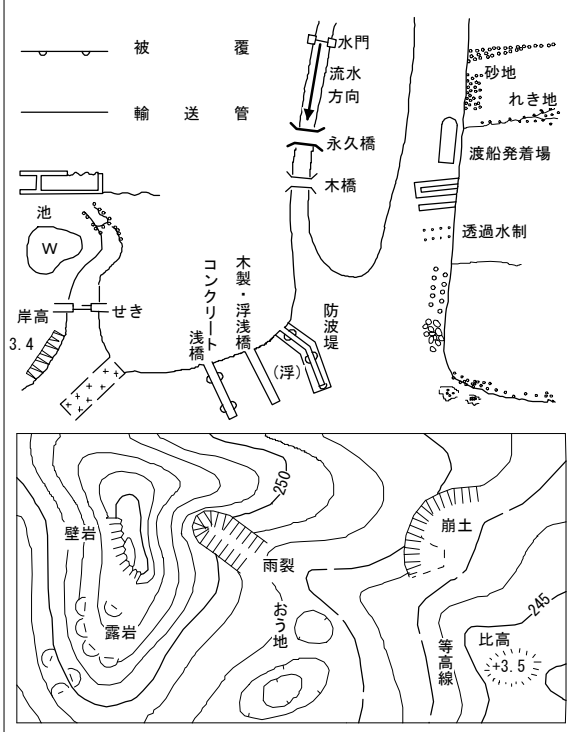 被覆
輸送管
池
W
岸高
3.4
せき
水門
流水
方向
永久橋
木橋
コンクリート
浅橋
木製・浮浅橋
防波堤
(浮)
砂地
れき地
渡船発着場
透過水制
壁岩
露岩
250
雨裂
おう地
崩土
等高線
245
比高
+3.5